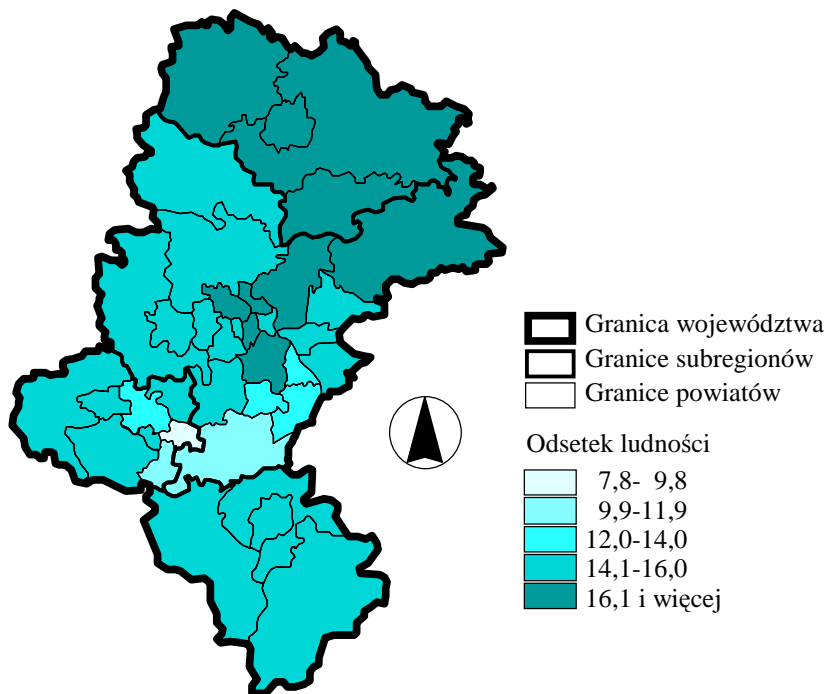 Granica województwa
Granice subregionów
Granice powiatów
Odsetek ludności
7,8- 9,8
9,9-11,9
12,0-14,0
14,1-16,0
16,1 i więcej